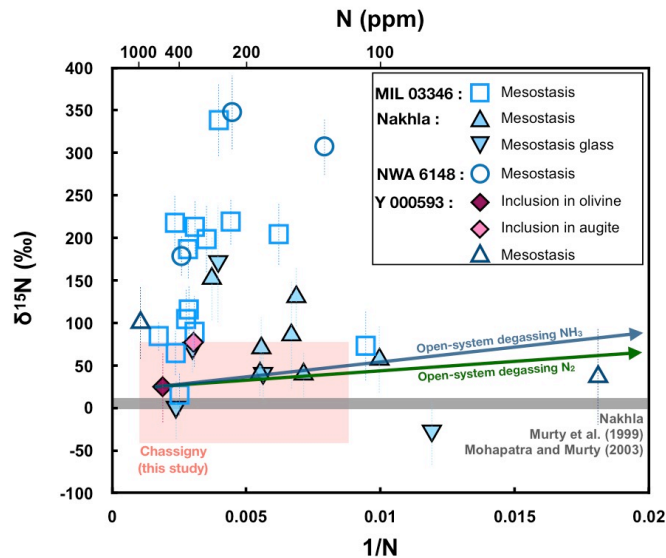 N (ppm)
1000 400 200 100
400
350
300
250
200
150
100
50
0
-50
-100
δ¹⁵N (‰)
MIL 03346 : Mesostasis
Nakhla : Mesostasis
Mesostasis glass
NWA 6148 : Mesostasis
Y 000593 : Inclusion in olivine
Inclusion in augite
Mesostasis
Open-system degassing NH₃
Open-system degassing N₂
Chassigny
(this study)
Nakhla
Murty et al. (1999)
Mohapatra and Murty (2003)
0 0.005 0.01 0.015 0.02
1/N